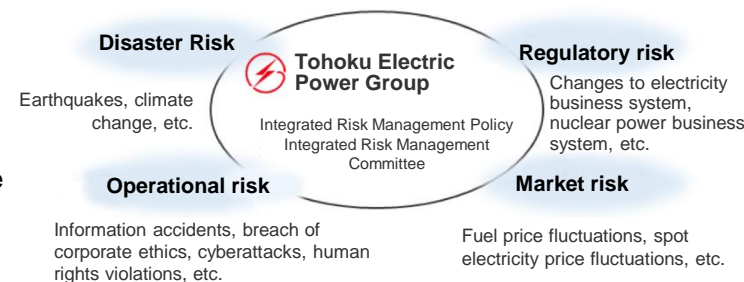 Disaster Risk
Earthquakes, climate
change, etc.
Tohoku Electric
Power Group
Integrated Risk Management Policy
Integrated Risk Management
Committee
Regulatory risk
Changes to electricity
business system,
nuclear power business
system, etc.
e
Operational risk
Information accidents, breach of
corporate ethics, cyberattacks, human
rights violations, etc.
Market risk
Fuel price fluctuations, spot
electricity price fluctuations, etc.